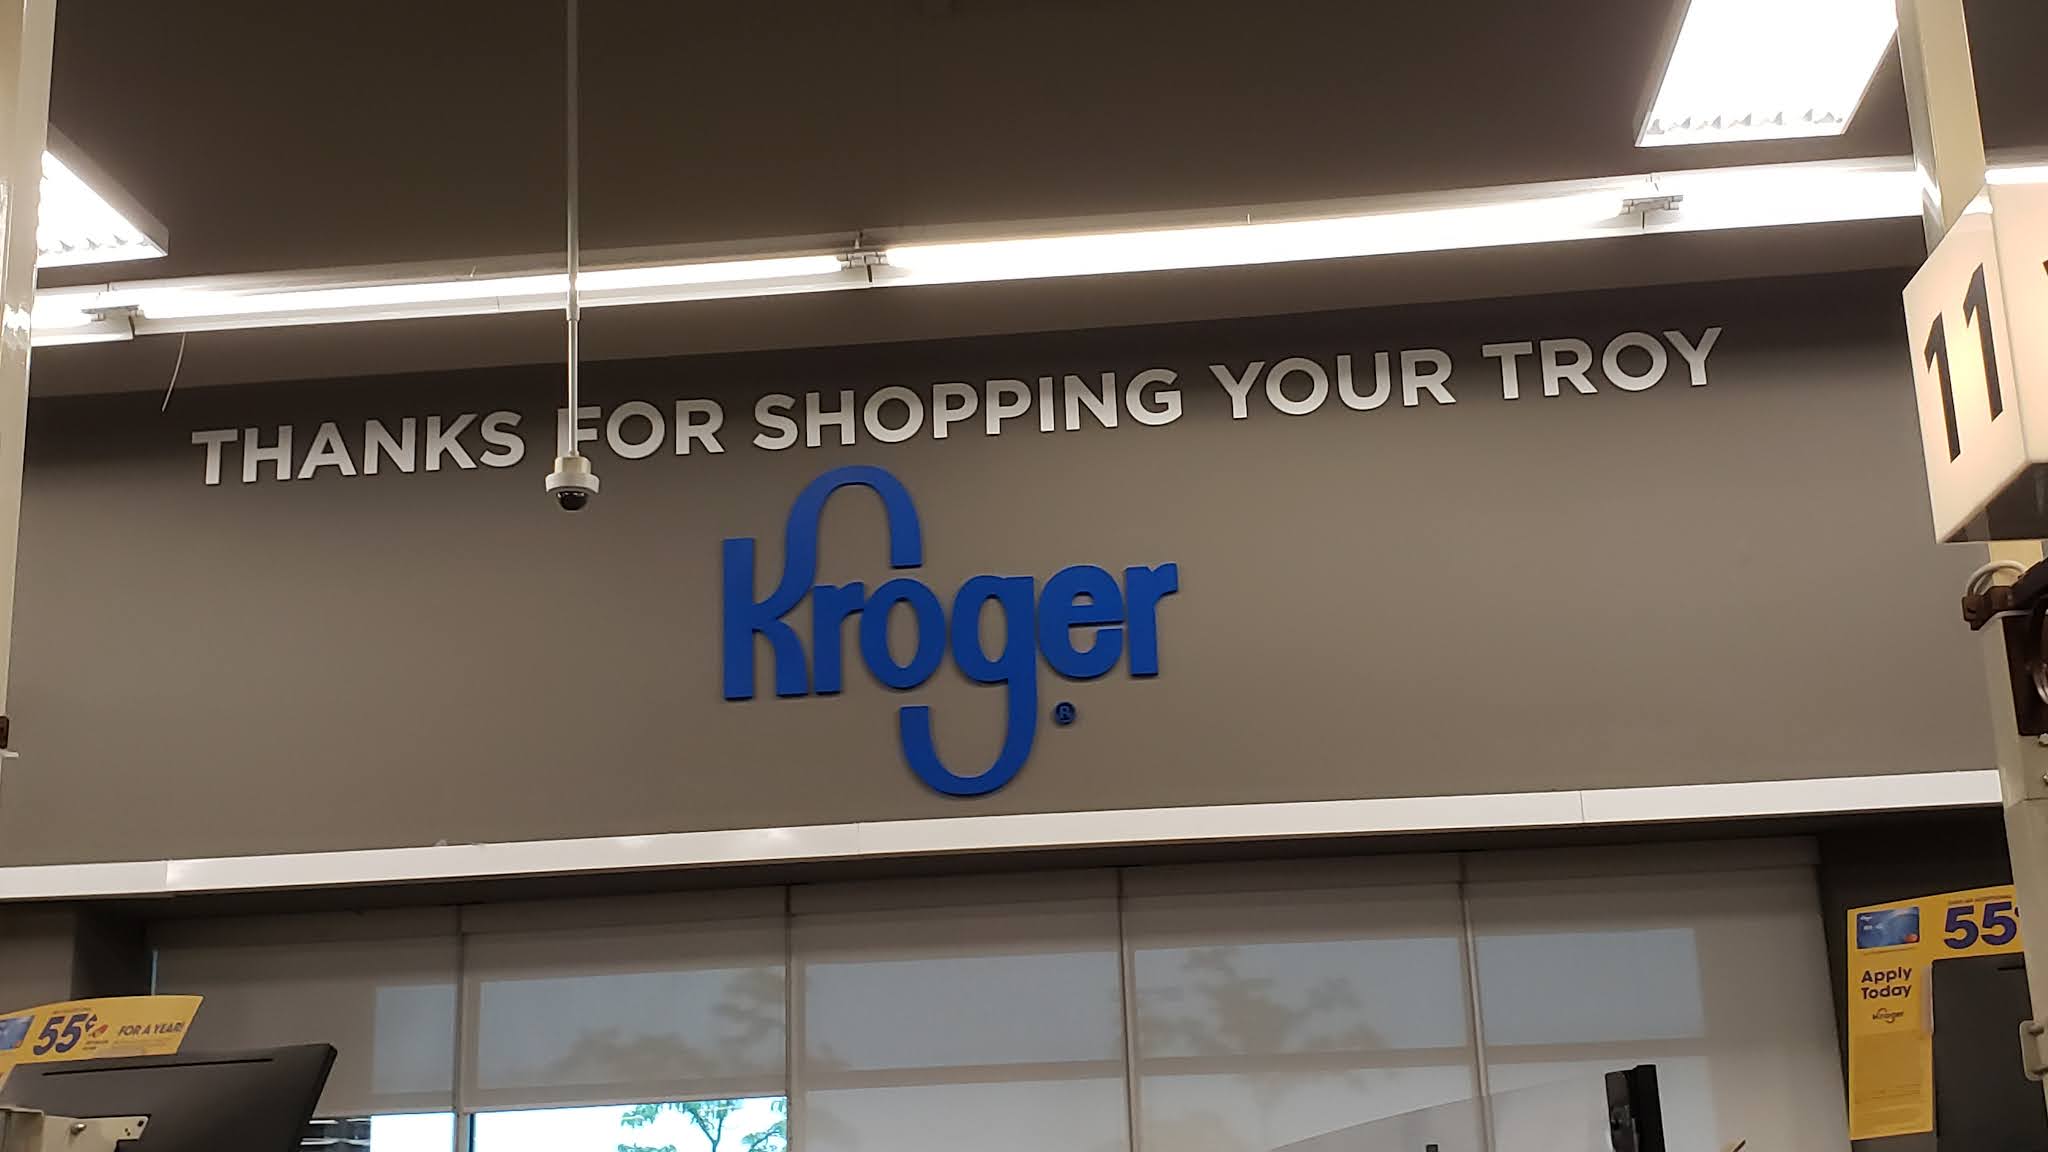 THANKS FOR SHOPPING YOUR TROY
Kroger
®
11
55¢
FOR A YEAR!
55¢
Apply
Today
Kroger